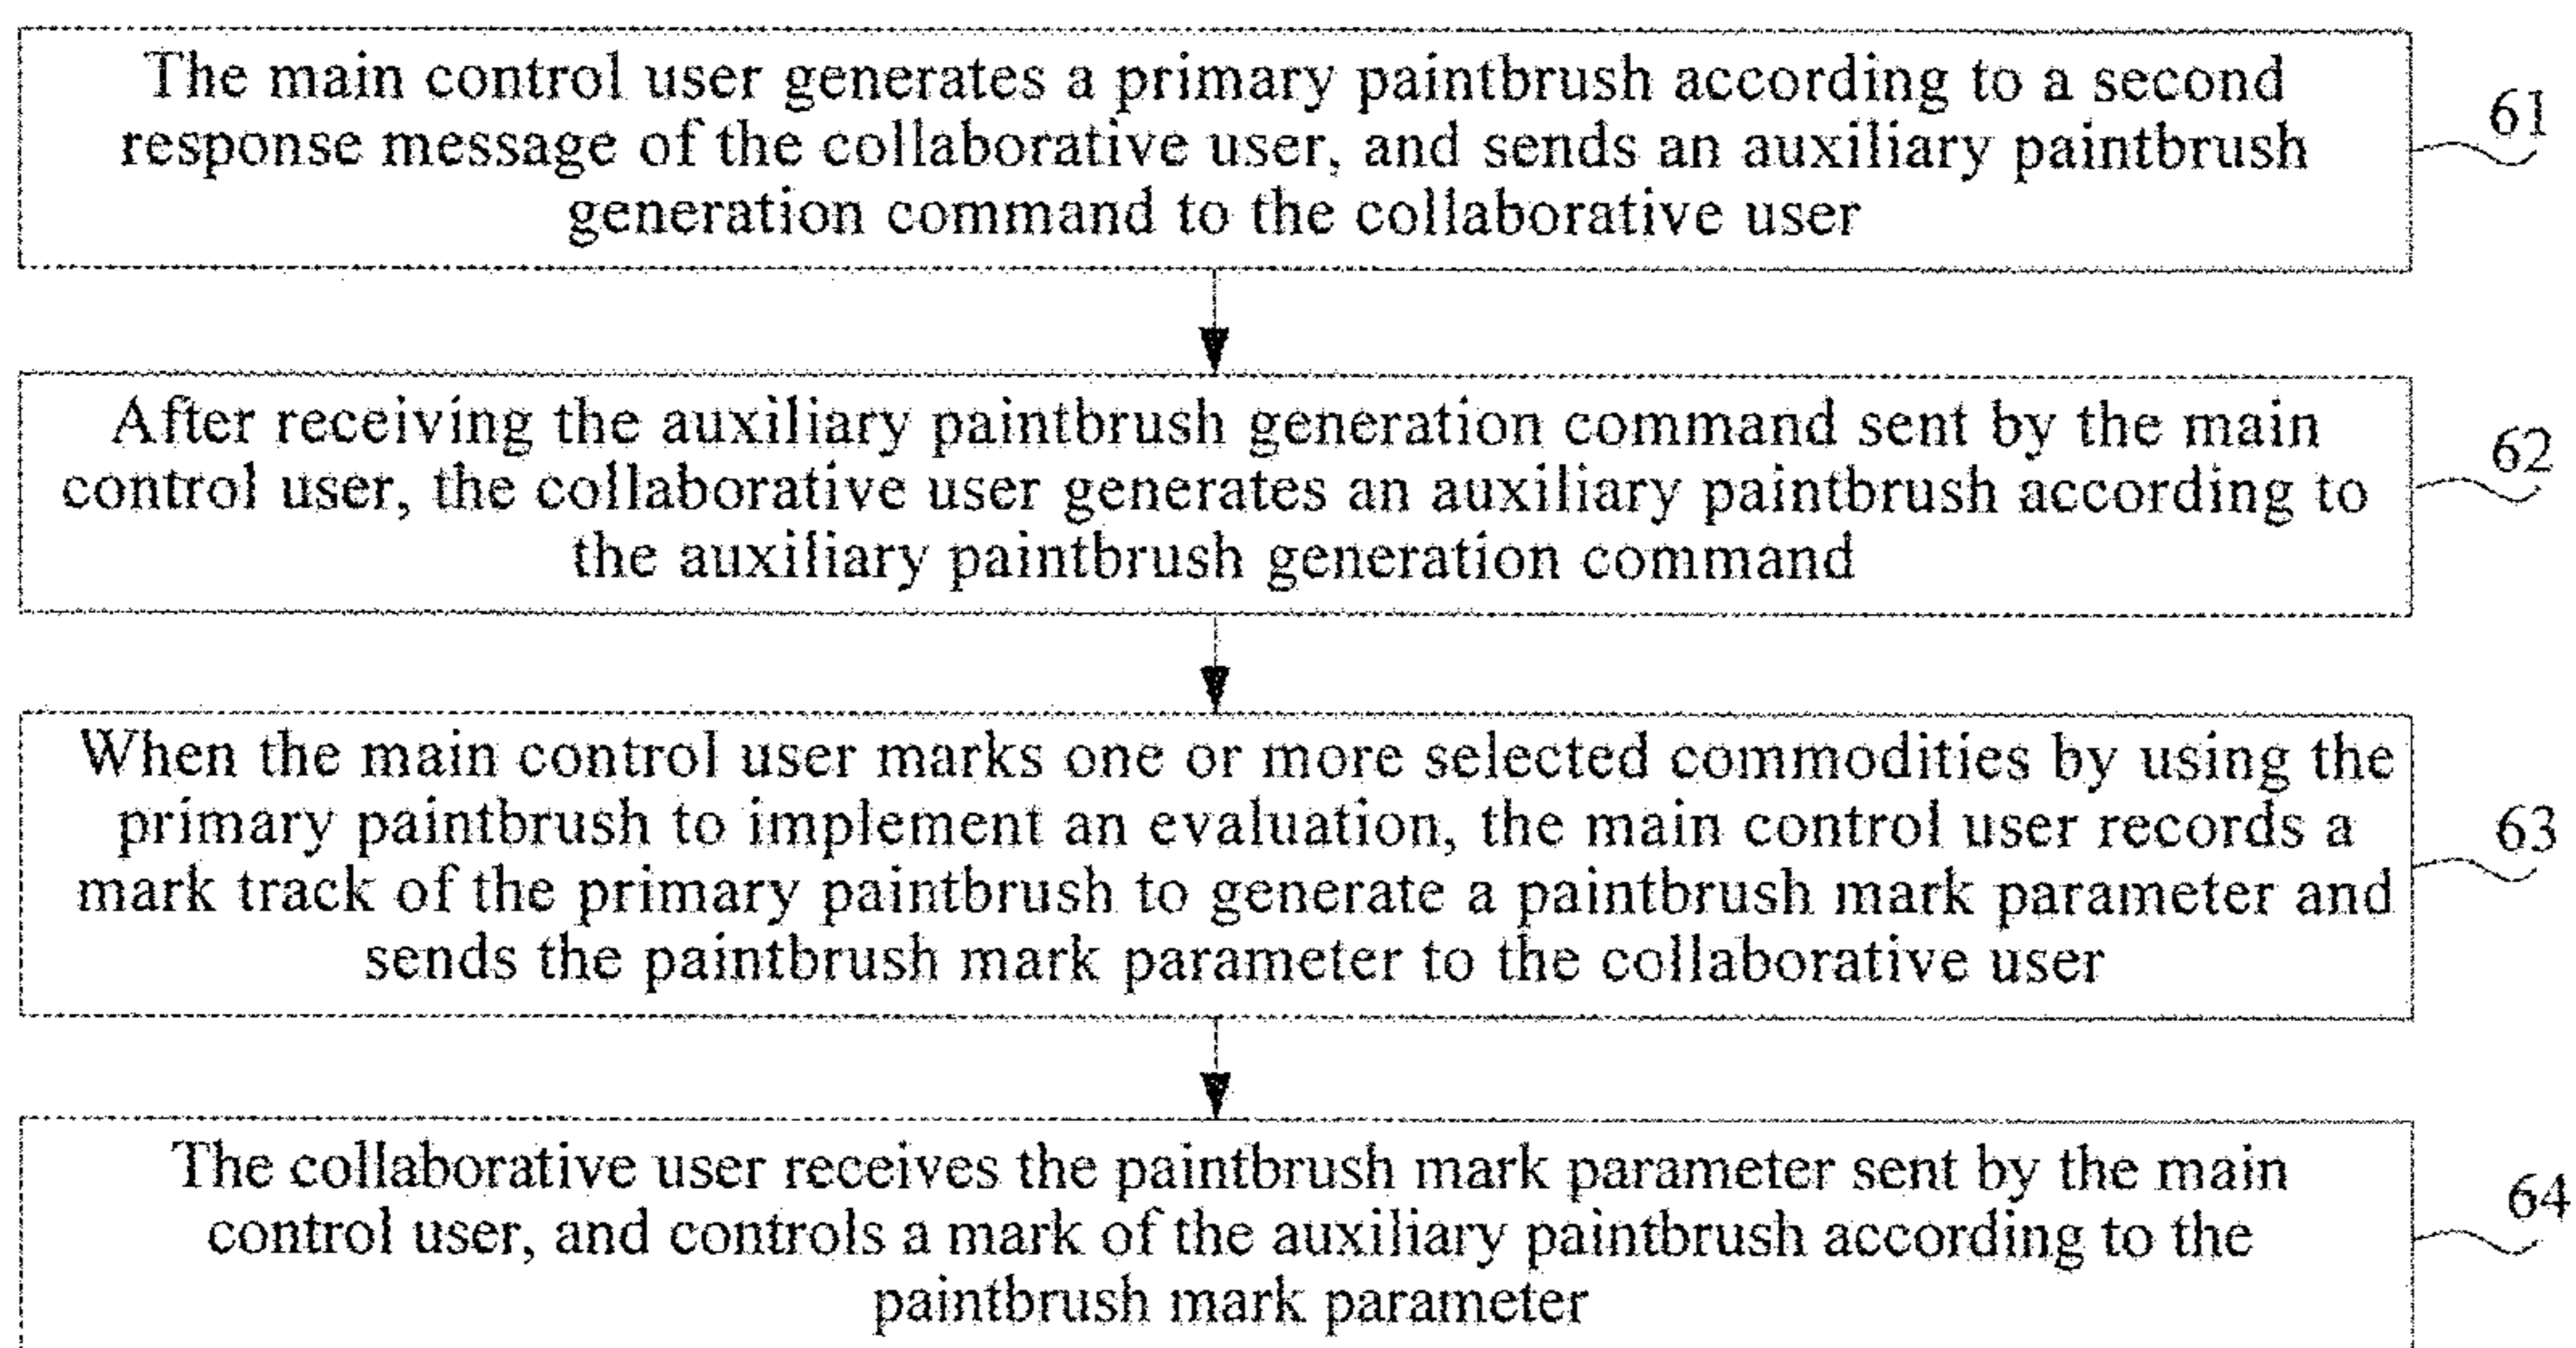 The main control user generates a primary paintbrush according to a second
response message of the collaborative user, and sends an auxiliary paintbrush
generation command to the collaborative user
61
After receiving the auxiliary paintbrush generation command sent by the main
control user, the collaborative user generates an auxiliary paintbrush according to
the auxiliary paintbrush generation command
62
When the main control user marks one or more selected commodities by using the
primary paintbrush to implement an evaluation, the main control user records a
mark track of the primary paintbrush to generate a paintbrush mark parameter and
sends the paintbrush mark parameter to the collaborative user
63
The collaborative user receives the paintbrush mark parameter sent by the main
control user, and controls a mark of the auxiliary paintbrush according to the
paintbrush mark parameter
64